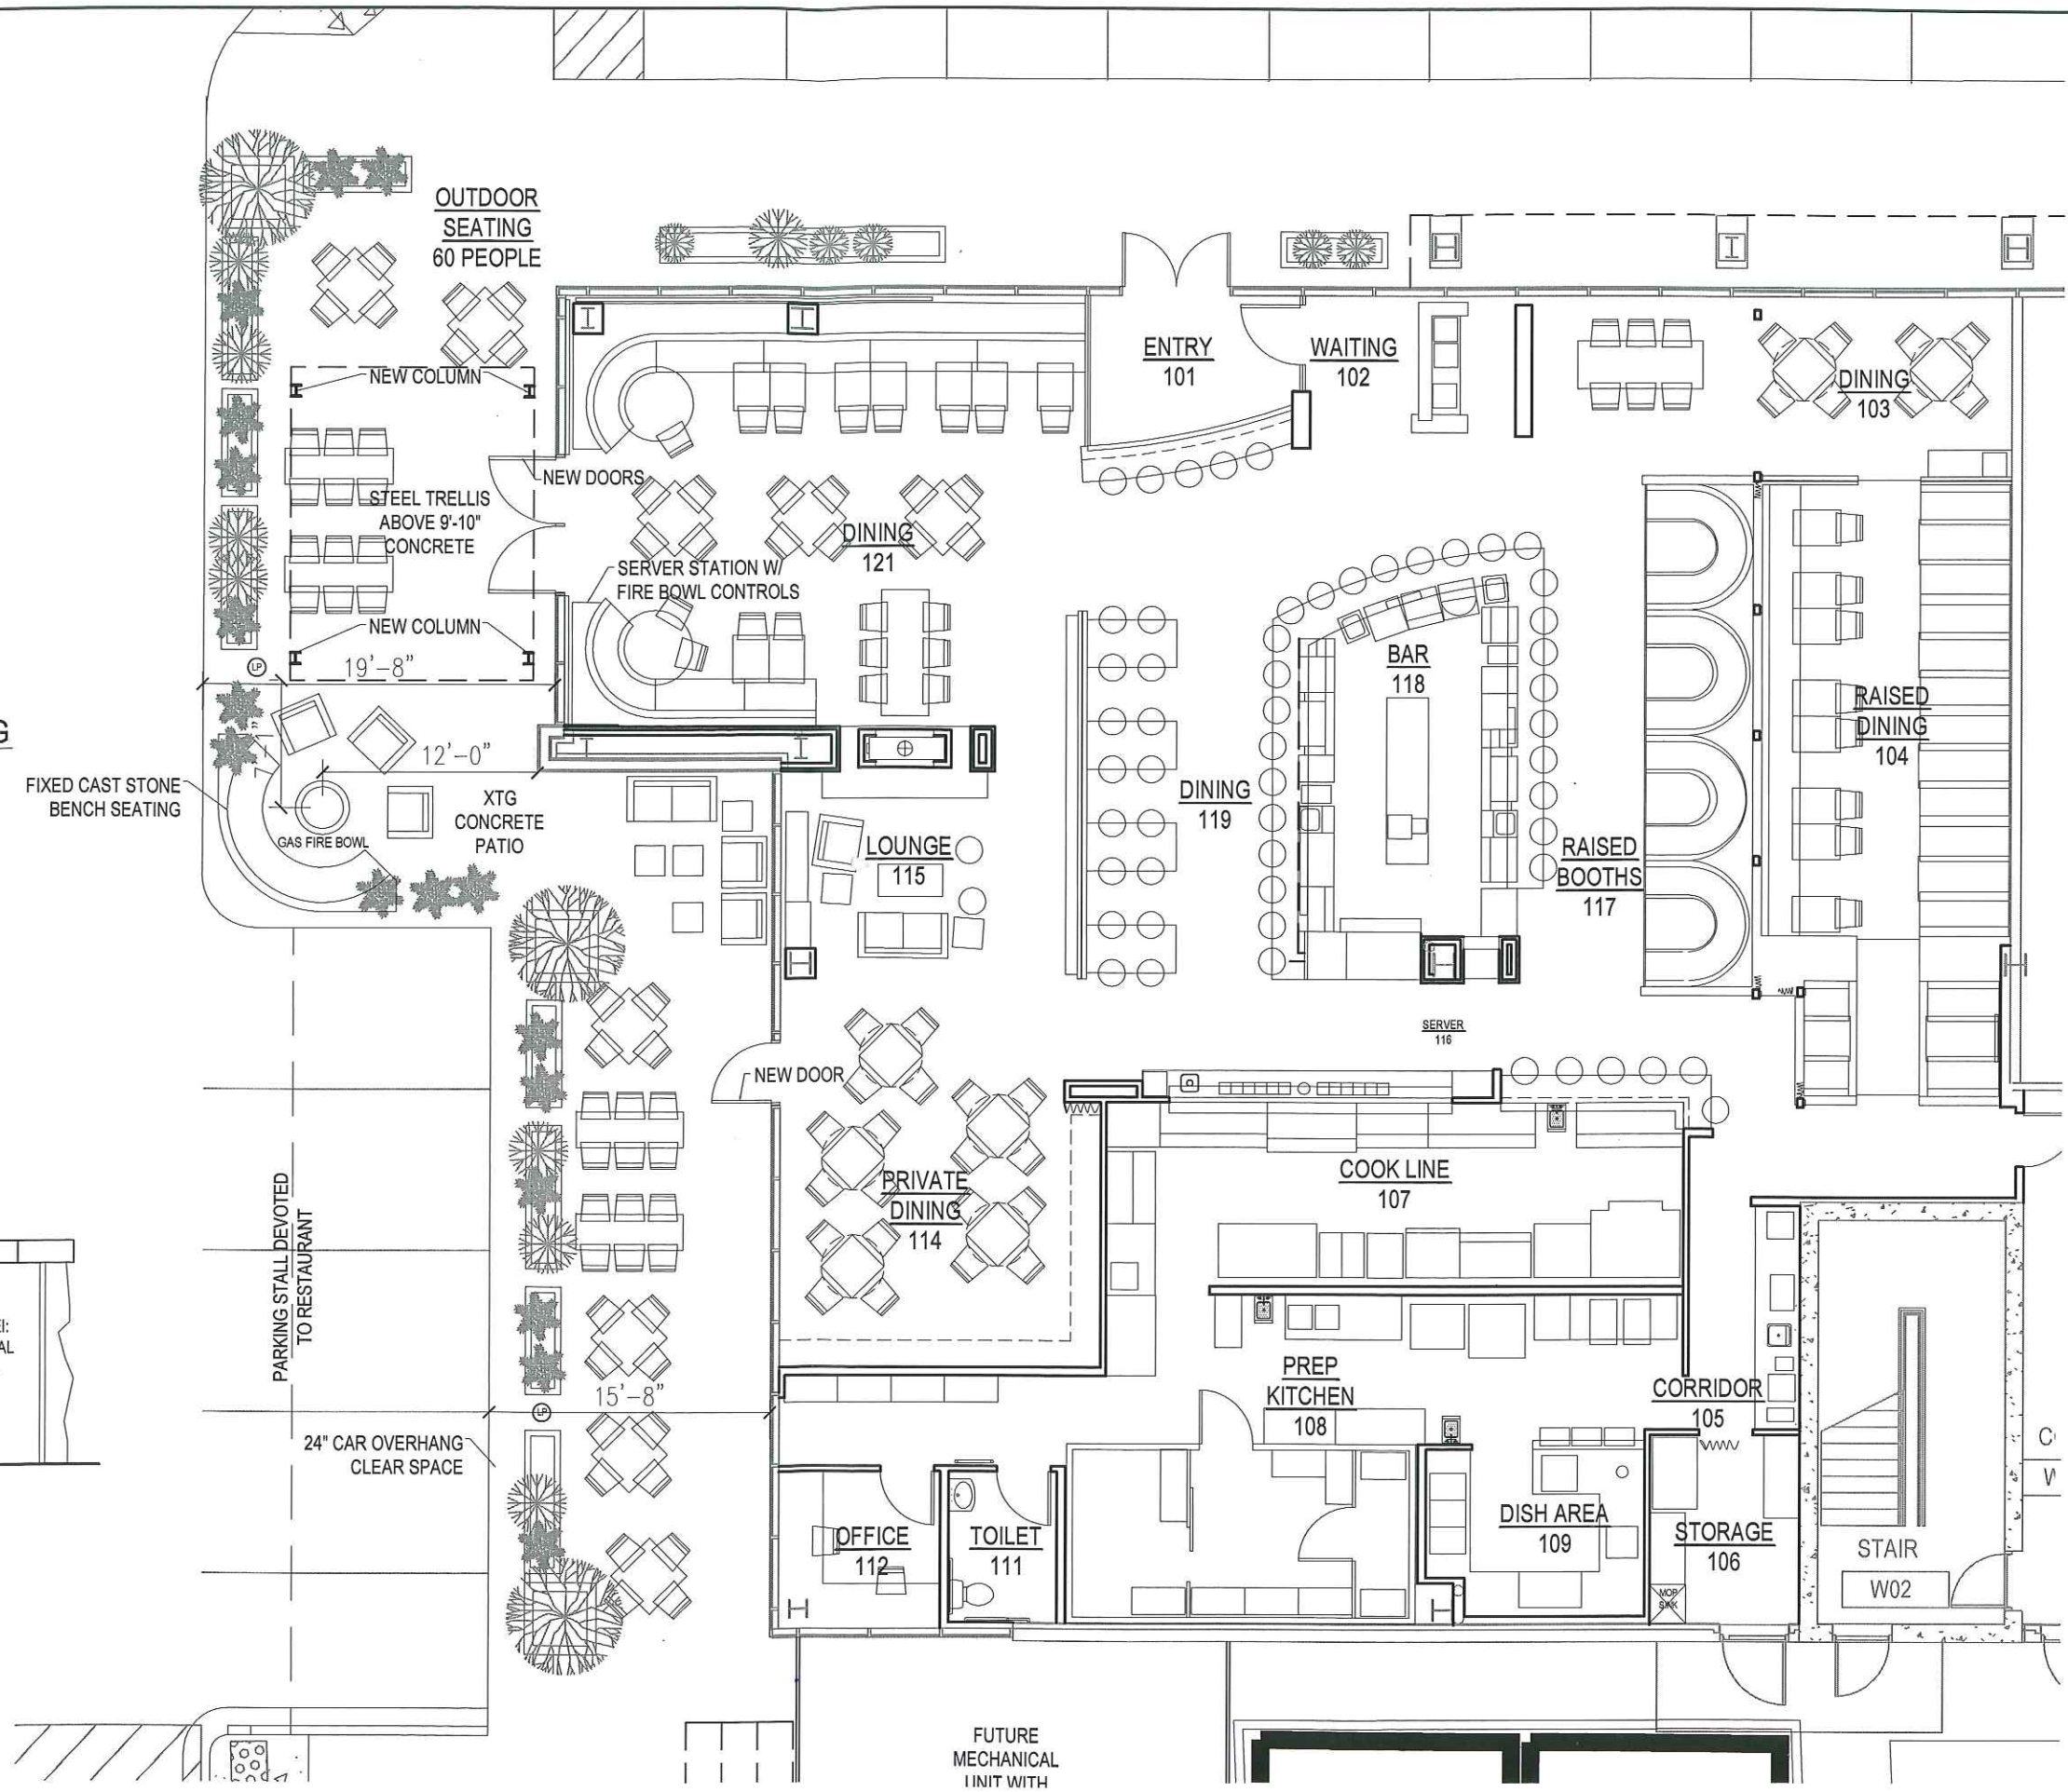 OUTDOOR
SEATING
60 PEOPLE
NEW COLUMN
ENTRY
101
WAITING
102
DINING
103
NEW DOORS
STEEL TRELLIS
ABOVE 9'-10"
CONCRETE
DINING
121
SERVER STATION W/
FIRE BOWL CONTROLS
NEW COLUMN
LP
19'-8"
BAR
118
RAISED
DINING
104
G
12'-0"
FIXED CAST STONE
BENCH SEATING
XTG
CONCRETE
PATIO
GAS FIRE BOWL
LOUNGE
115
DINING
119
RAISED
BOOTHS
117
SERVER
116
NEW DOOR
PRIVATE
DINING
114
COOK LINE
107
PARKING STALL DEVOTED
TO RESTAURANT
PREP
KITCHEN
108
CORRIDOR
105
LP
15'-8"
24" CAR OVERHANG
CLEAR SPACE
OFFICE
112
TOILET
111
DISH AREA
109
STORAGE
106
MOP
SINK
STAIR
W02
FUTURE
MECHANICAL
UNIT WITH